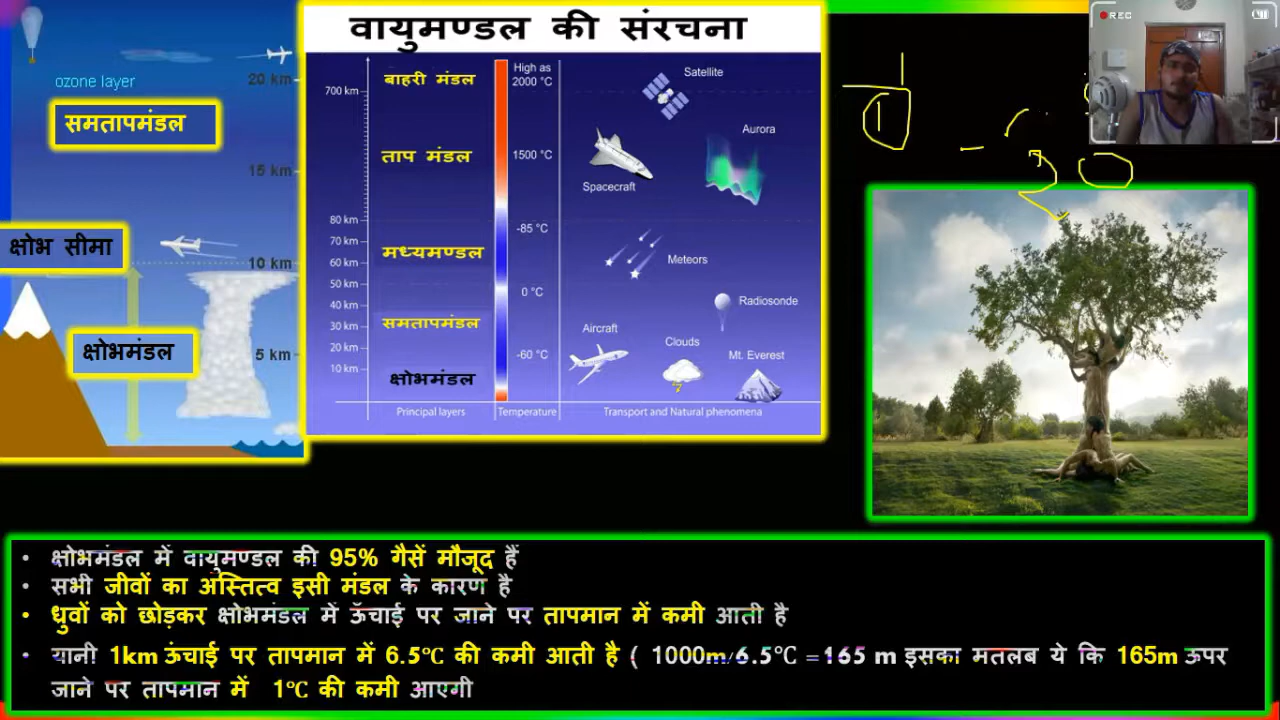 वायुमण्डल की संरचना
REC
ozone layer
20 km
समतापमंडल
15 km
क्षोभ सीमा
10 km
क्षोभमंडल
5 km
700 km
बाहरी मंडल
High as
2000 °C
Satellite
ताप मंडल
1500 °C
Aurora
Spacecraft
80 km
-85 °C
70 km
मध्यमण्डल
60 km
Meteors
50 km
0 °C
40 km
Radiosonde
30 km
समतापमंडल
Aircraft
20 km
-60 °C
Clouds
Mt. Everest
10 km
क्षोभमंडल
Principal layers
Temperature
Transport and Natural phenomena
• क्षोभमंडल में वायुमण्डल की 95% गैसें मौजूद हैं
• सभी जीवों का अस्तित्व इसी मंडल के कारण है
• ध्रुवों को छोड़कर क्षोभमंडल में ऊँचाई पर जाने पर तापमान में कमी आती है
• यानी 1km ऊंचाई पर तापमान में 6.5°C की कमी आती है ( 1000m/6.5°C =165 m इसका मतलब ये कि 165m ऊपर
जाने पर तापमान में 1°C की कमी आएगी